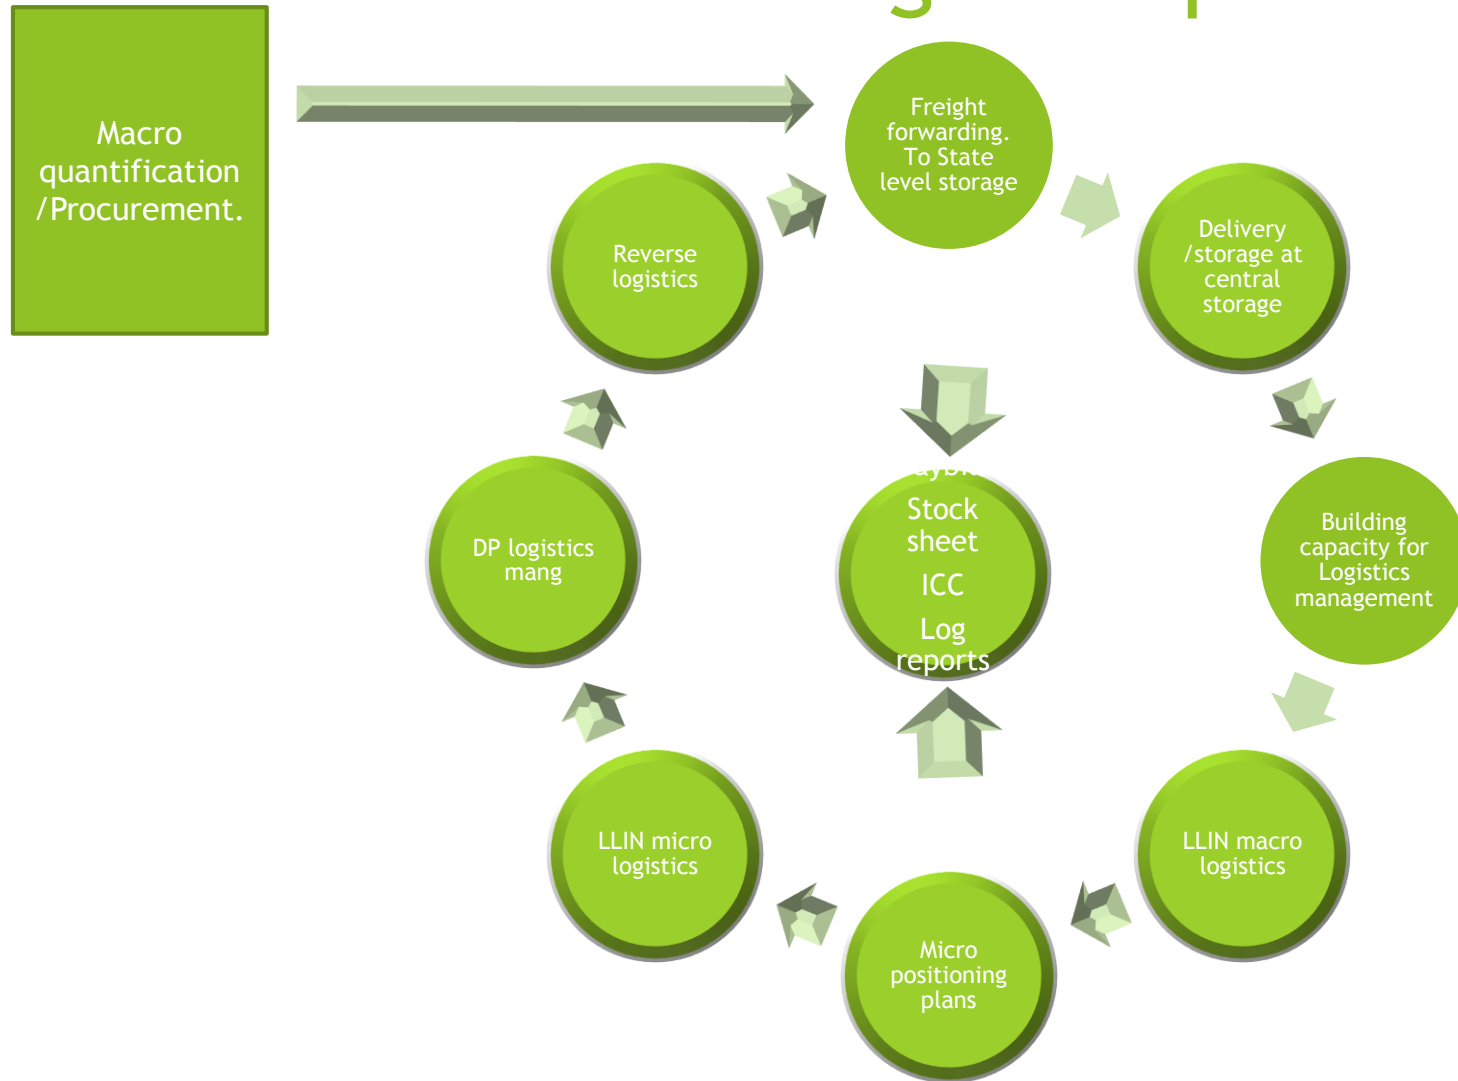 Macro
quantification
/Procurement.
Freight
forwarding.
To State
level storage
Delivery
/storage at
central
storage
Building
capacity for
Logistics
management
LLIN macro
logistics
Micro
positioning
plans
LLIN micro
logistics
DP logistics
mang
Reverse
logistics
Stock
sheet
ICC
Log
reports